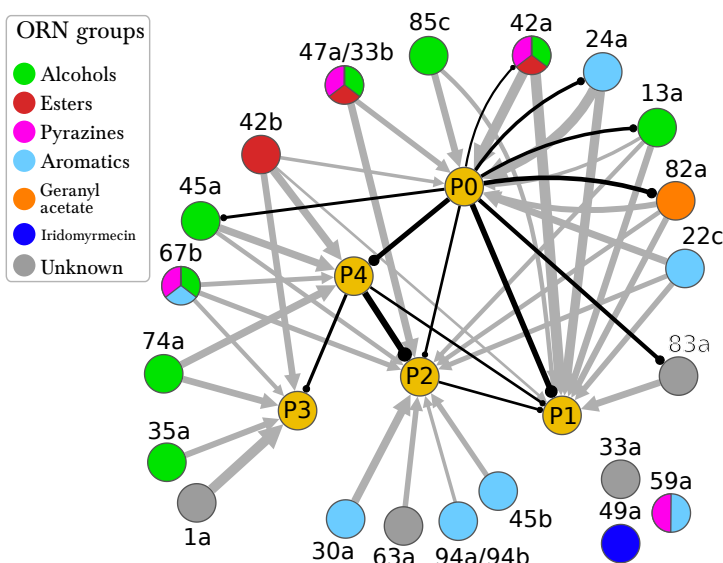 ORN groups
Alcohols
Esters
Pyrazines
Aromatics
Geranyl
acetate
Iridomyrmecin
Unknown
85c
42a
24a
47a/33b
13a
42b
82a
45a
P0
22c
67b
P4
83a
74a
P2
P3
P1
35a
33a
59a
1a
49a
45b
30a
63a
94a/94b